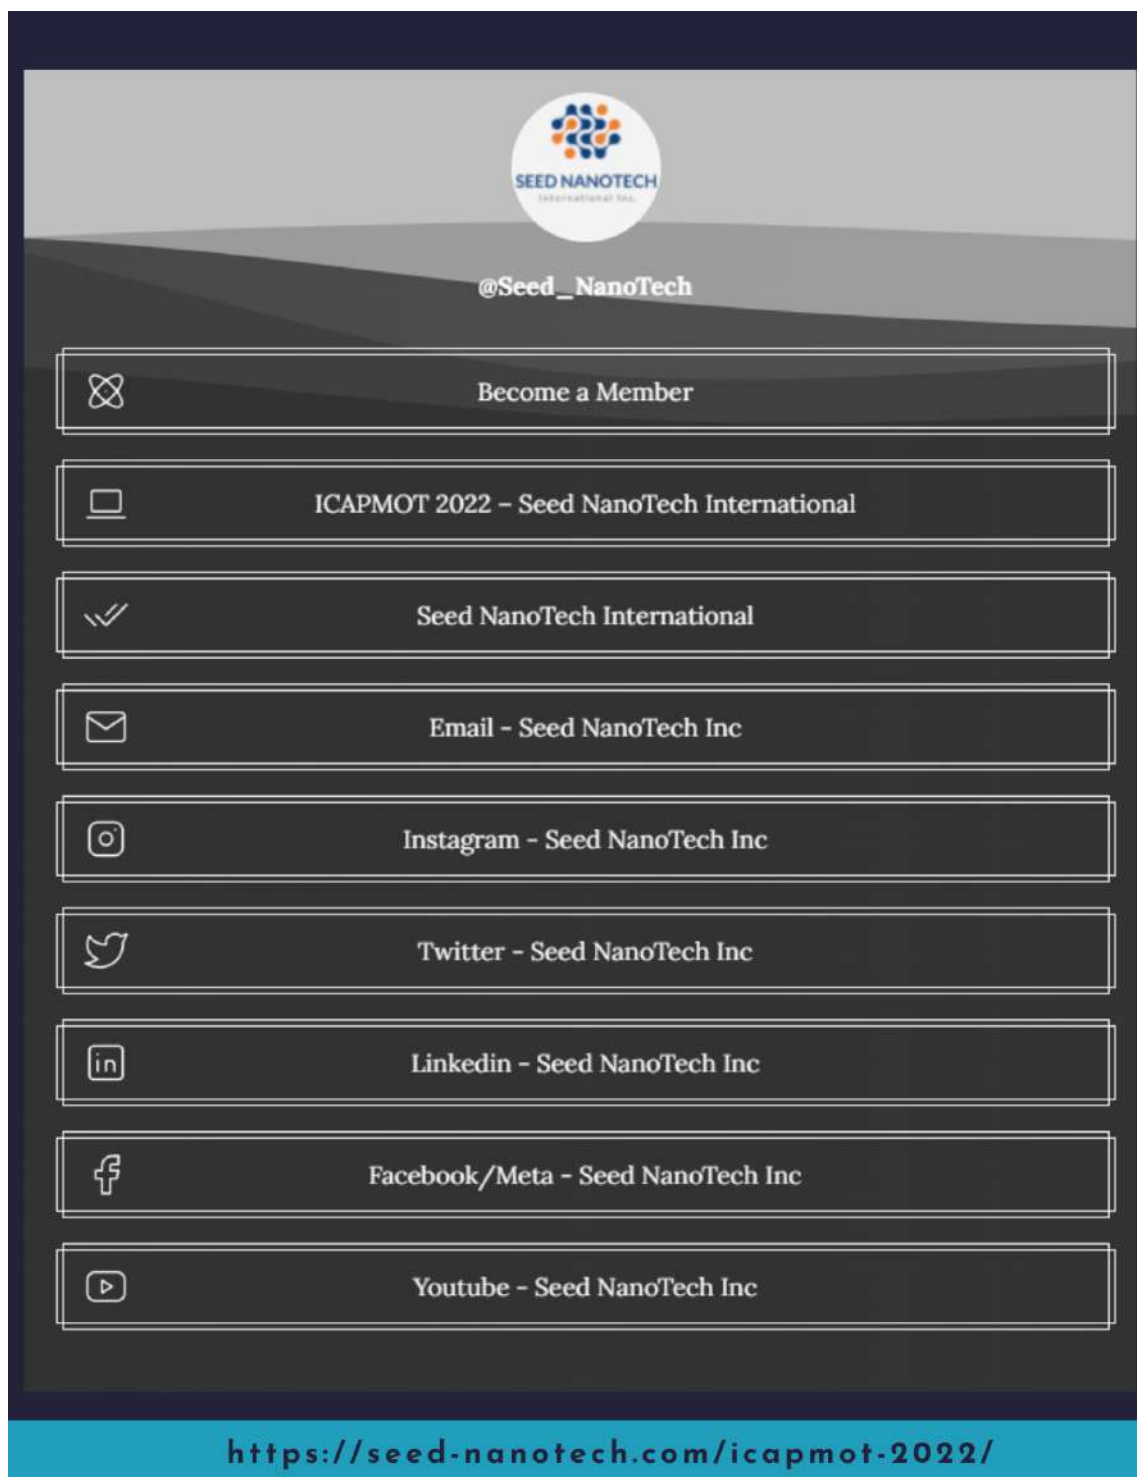 SEED NANOTECH
International Inc.
@Seed_NanoTech
Become a Member
ICAPMOT 2022 – Seed NanoTech International
Seed NanoTech International
Email - Seed NanoTech Inc
Instagram - Seed NanoTech Inc
Twitter - Seed NanoTech Inc
Linkedin - Seed NanoTech Inc
Facebook/Meta - Seed NanoTech Inc
Youtube - Seed NanoTech Inc
https://seed-nanotech.com/icapmot-2022/